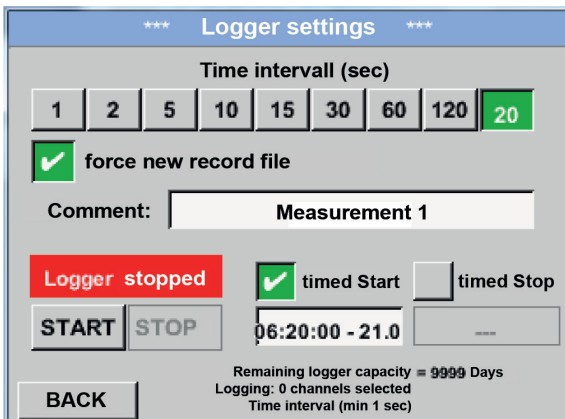 *** Logger settings ***
Time intervall (sec)
1 2 5 10 15 30 60 120 20
force new record file
Comment: Measurement 1
Logger stopped
timed Start timed Stop
START STOP 06:20:00 - 21.0 ---
Remaining logger capacity = 9999 Days
Logging: 0 channels selected
BACK
Time interval (min 1 sec)